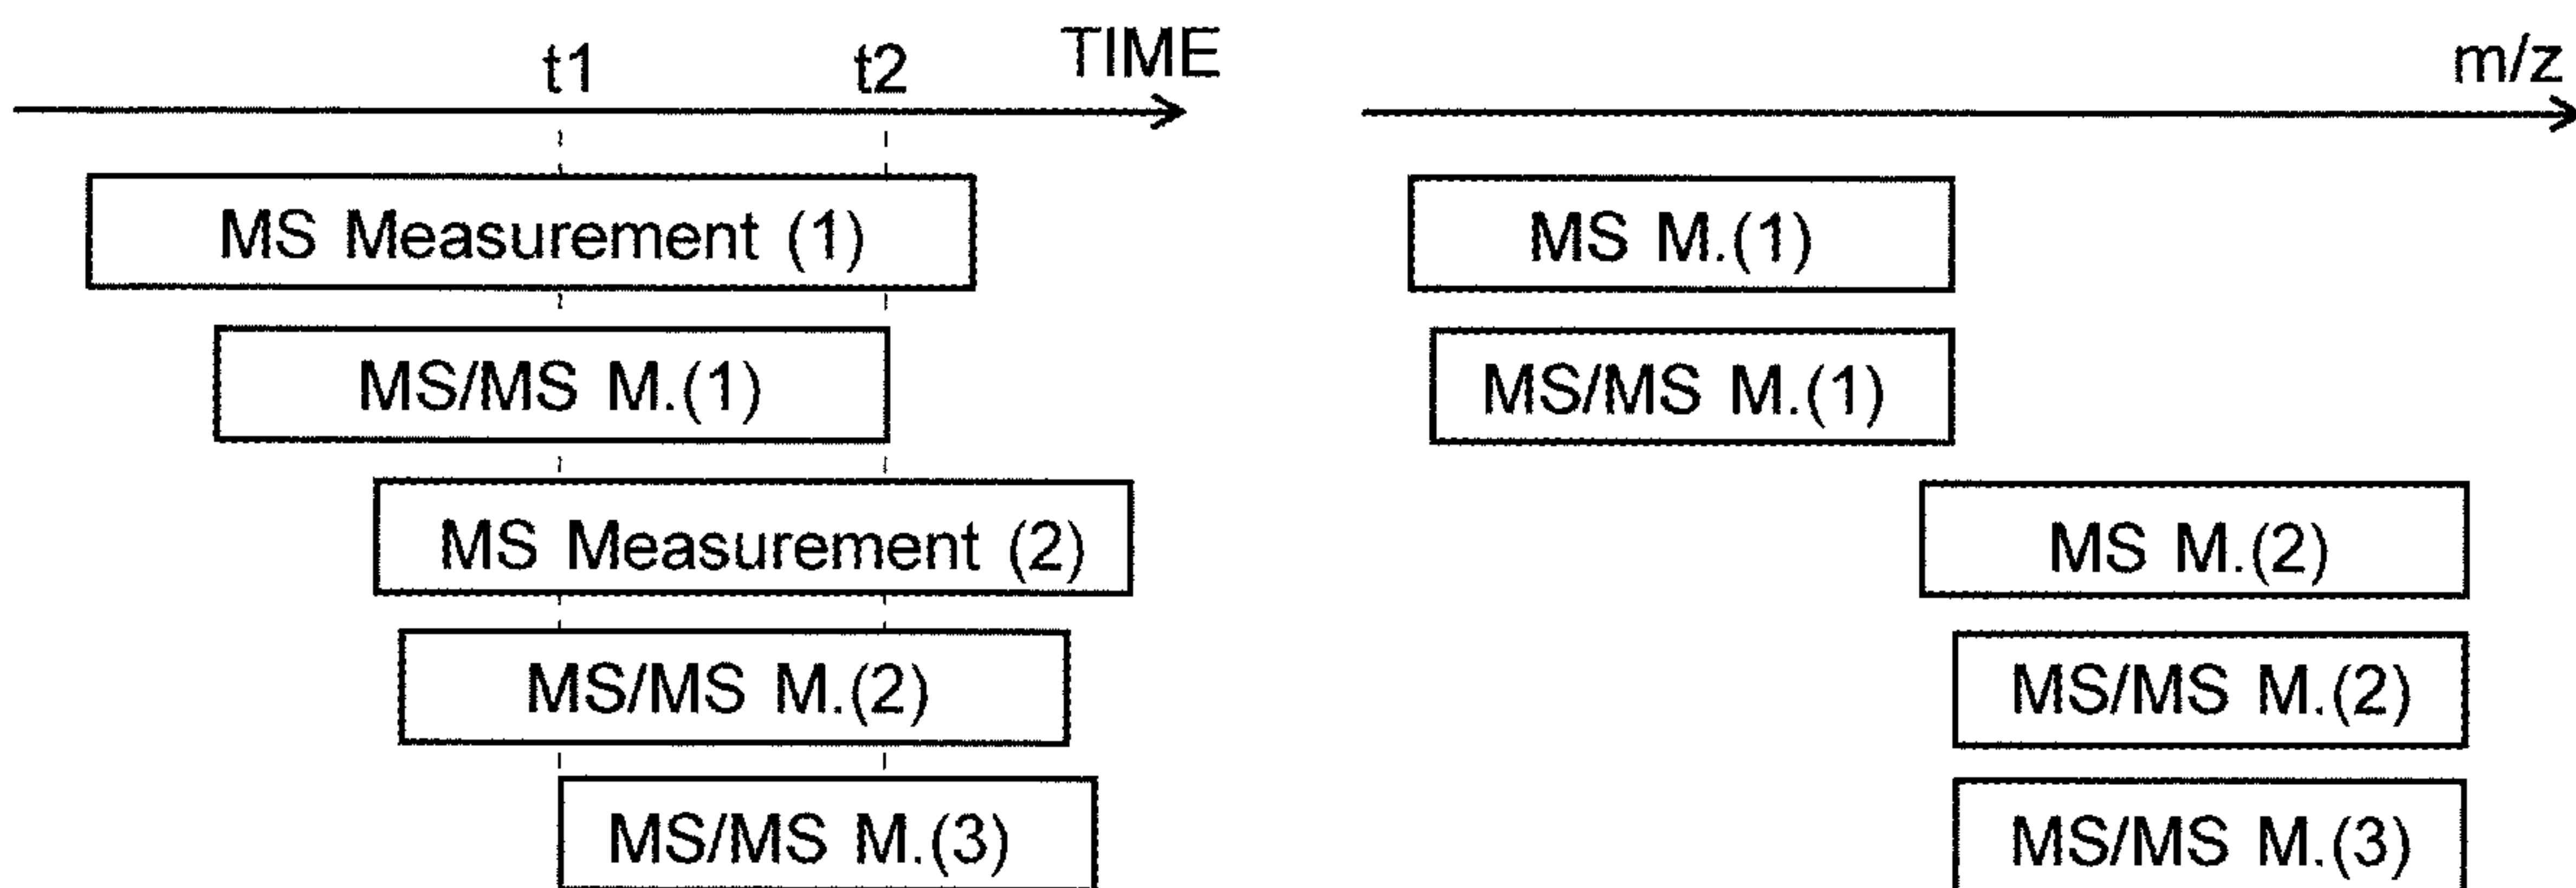 t1 t2 TIME
MS Measurement (1)
MS/MS M.(1)
MS Measurement (2)
MS/MS M.(2)
MS/MS M.(3)
m/z
MS M.(1)
MS/MS M.(1)
MS M.(2)
MS/MS M.(2)
MS/MS M.(3)